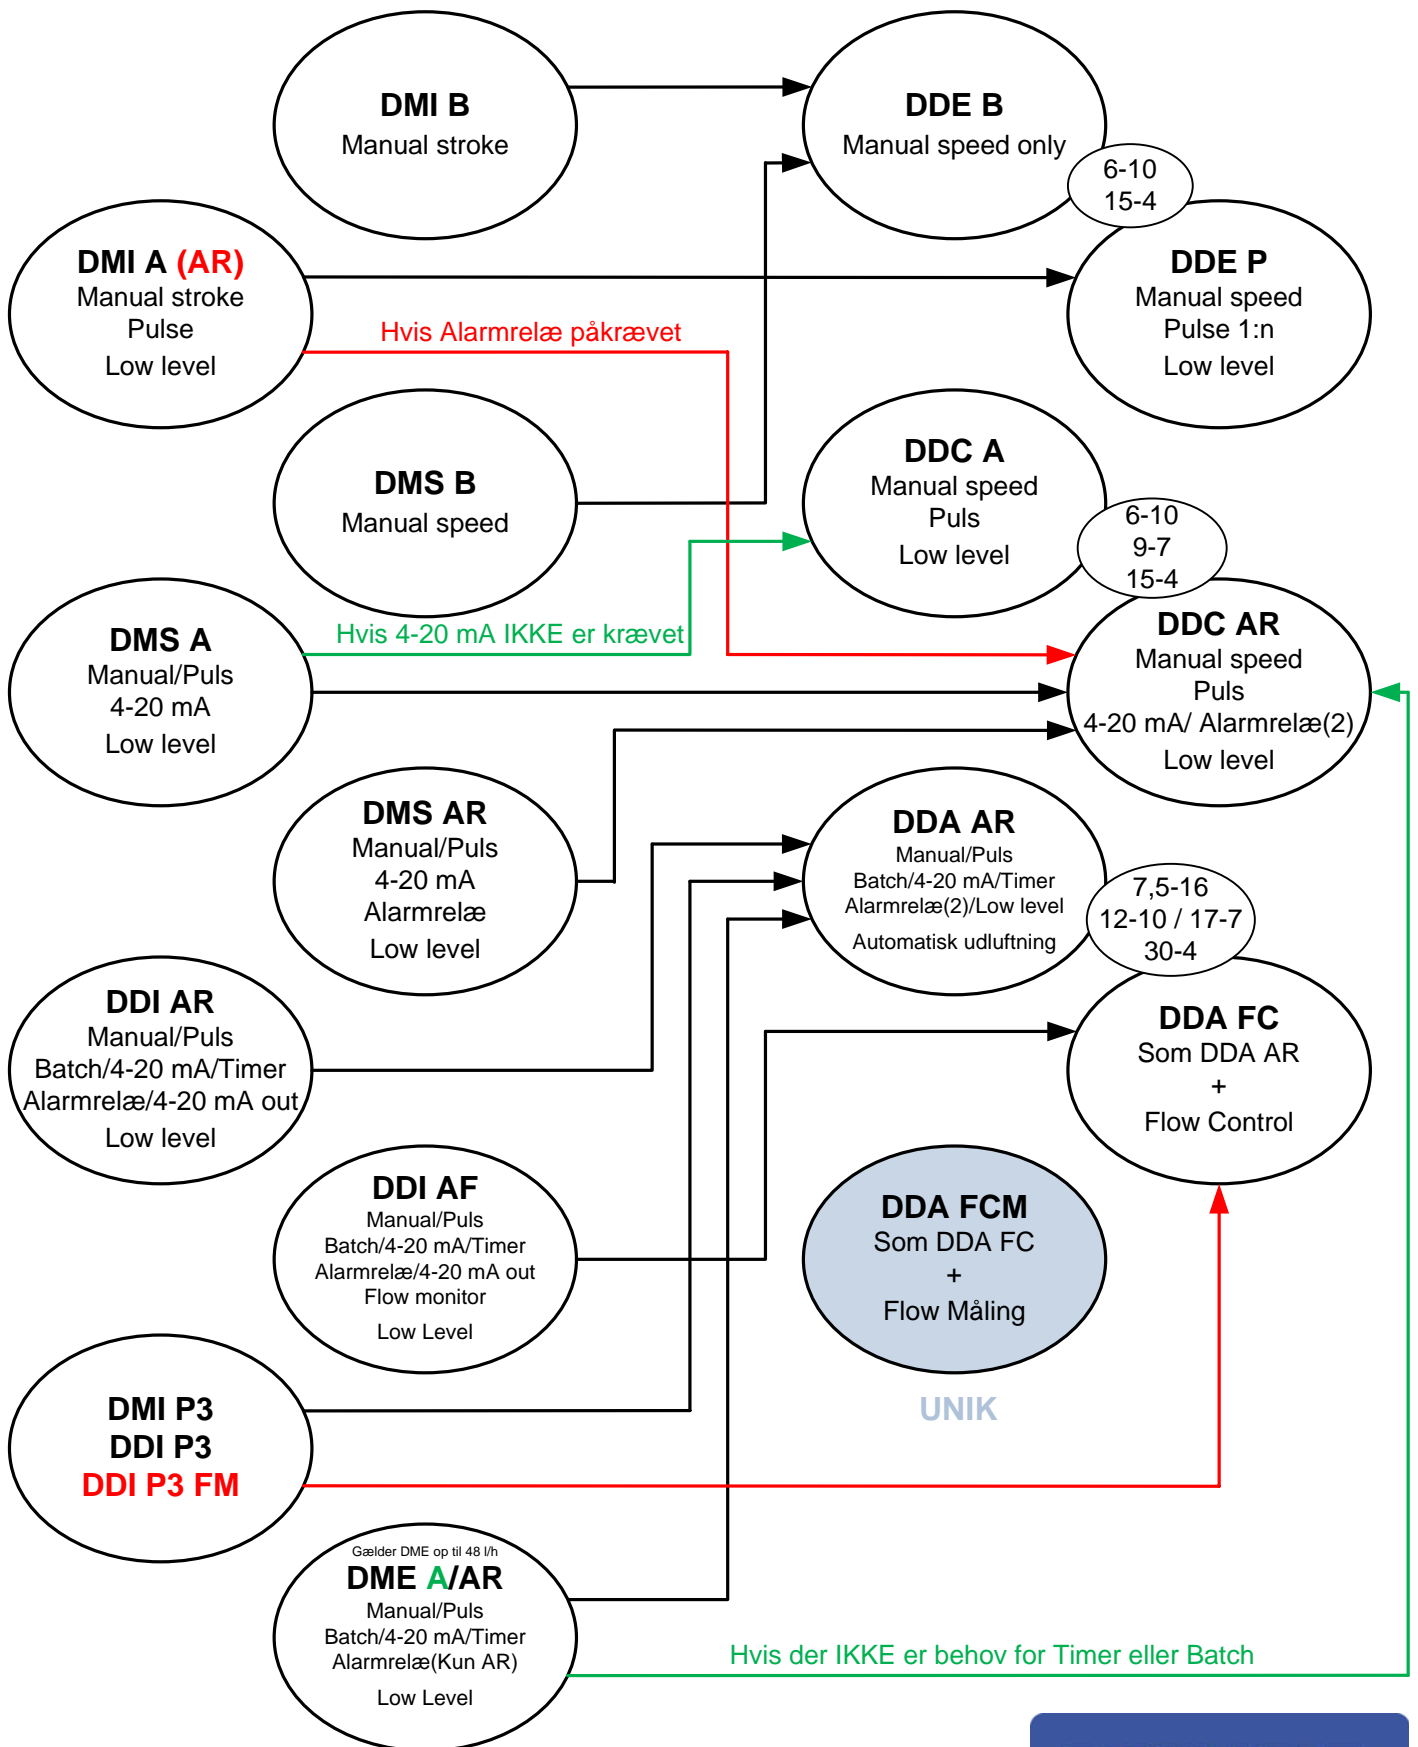 DMI B
Manual stroke
DDE B
Manual speed only
6-10
15-4
DMI A (AR)
Manual stroke
Pulse
Low level
DDE P
Manual speed
Pulse 1:n
Low level
Hvis Alarmrelæ påkrævet
DMS B
Manual speed
DDC A
Manual speed
Puls
Low level
6-10
9-7
15-4
Hvis 4-20 mA IKKE er krævet
DMS A
Manual/Puls
4-20 mA
Low level
DDC AR
Manual speed
Puls
4-20 mA/ Alarmrelæ(2)
Low level
DMS AR
Manual/Puls
4-20 mA
Alarmrelæ
Low level
DDA AR
Manual/Puls
Batch/4-20 mA/Timer
Alarmrelæ(2)/Low level
Automatisk udluftning
7,5-16
12-10 / 17-7
30-4
DDI AR
Manual/Puls
Batch/4-20 mA/Timer
Alarmrelæ/4-20 mA out
Low level
DDA FC
Som DDA AR
+
Flow Control
DDI AF
Manual/Puls
Batch/4-20 mA/Timer
Alarmrelæ/4-20 mA out
Flow monitor
Low Level
DDA FCM
Som DDA FC
+
Flow Måling
UNIK
DMI P3
DDI P3
DDI P3 FM
Gælder DME op til 48 l/h
DME A/AR
Manual/Puls
Batch/4-20 mA/Timer
Alarmrelæ(Kun AR)
Low Level
Hvis der IKKE er behov for Timer eller Batch